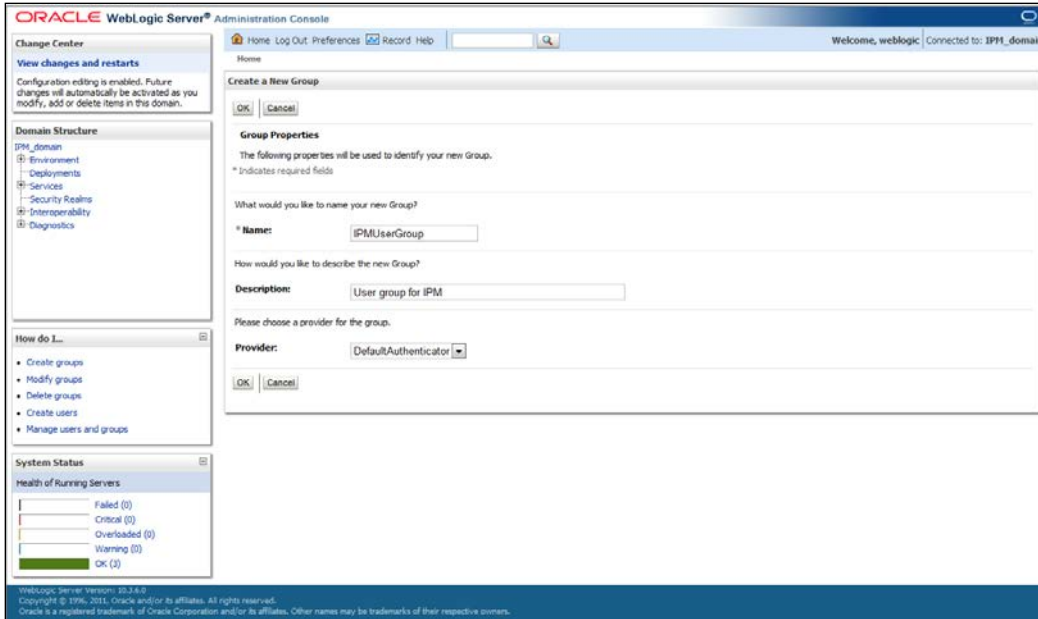 ORACLE WebLogic Server® Administration Console
Change Center
View changes and restarts
Configuration editing is enabled. Future
changes will automatically be activated as you
modify, add or delete items in this domain.
Domain Structure
IPM_domain
Environment
Deployments
Services
Security Realms
Interoperability
Diagnostics
How do I...
Create groups
Modify groups
Delete groups
Create users
Manage users and groups
System Status
Health of Running Servers
Failed (0)
Critical (0)
Overloaded (0)
Warning (0)
OK (3)
Home Log Out Preferences Record Help
Welcome, weblogic Connected to: IPM_domai
Home
Create a New Group
OK Cancel
Group Properties
The following properties will be used to identify your new Group.
* Indicates required fields
What would you like to name your new Group?
* Name: IPMUserGroup
How would you like to describe the new Group?
Description: User group for IPM
Please choose a provider for the group.
Provider: DefaultAuthenticator
OK Cancel
WebLogic Server Version: 10.3.6.0
Copyright © 1996, 2011, Oracle and/or its affiliates. All rights reserved.
Oracle is a registered trademark of Oracle Corporation and/or its affiliates. Other names may be trademarks of their respective owners.